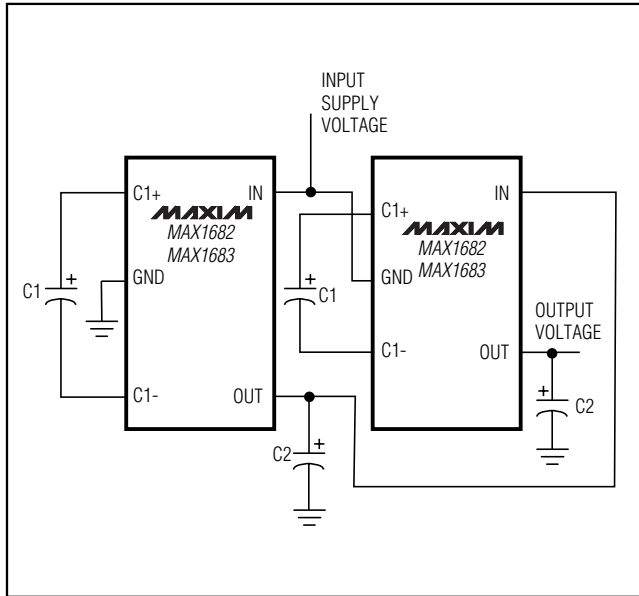 INPUT
SUPPLY
VOLTAGE
C1+
IN
MAXIM
MAX1682
MAX1683
GND
C1
+
C1-
OUT
C2
+
C1+
IN
MAXIM
MAX1682
MAX1683
GND
C1
+
C1-
OUT
OUTPUT
VOLTAGE
+
C2